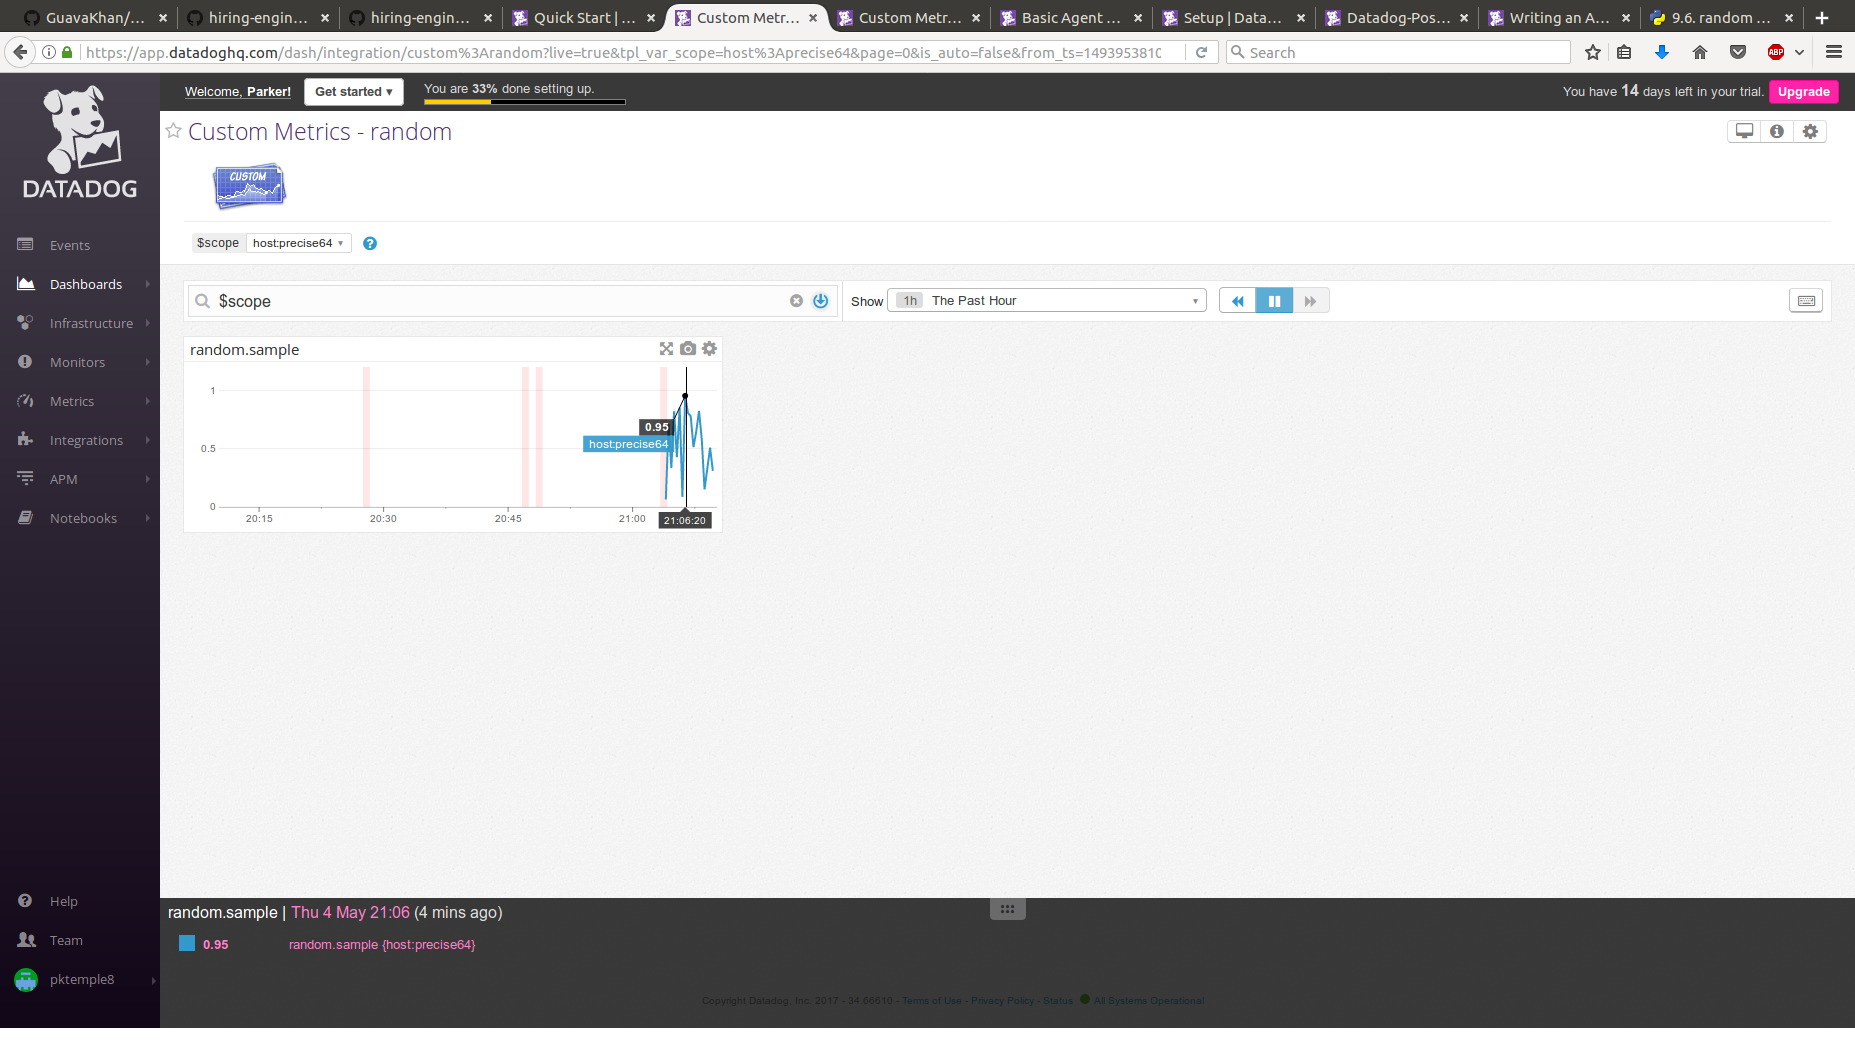 GuavaKhan/... hiring-engin... hiring-engin... Quick Start | ... Custom Metr... Custom Metr... Basic Agent ... Setup | Data... Datadog-Pos... Writing an A... 9.6. random ...
https://app.datadoghq.com/dash/integration/custom%3Arandom?live=true&tpl_var_scope=host%3Aprecise64&page=0&is_auto=false&from_ts=1493953810 Search ABP
Welcome, Parker! Get started ▾ You are 33% done setting up. You have 14 days left in your trial. Upgrade
DATADOG
Events
Dashboards
Infrastructure
Monitors
Metrics
Integrations
APM
Notebooks
Help
Team
pktemple8
Custom Metrics - random
CUSTOM
$scope host:precise64
$scope
Show 1h The Past Hour
random.sample
1
0.5
0
0.95
host:precise64
20:15 20:30 20:45 21:00 21:06:20
random.sample | Thu 4 May 21:06 (4 mins ago)
0.95 random.sample {host:precise64}
Copyright Datadog, Inc. 2017 - 34.66610 - Terms of Use - Privacy Policy - Status All Systems Operational